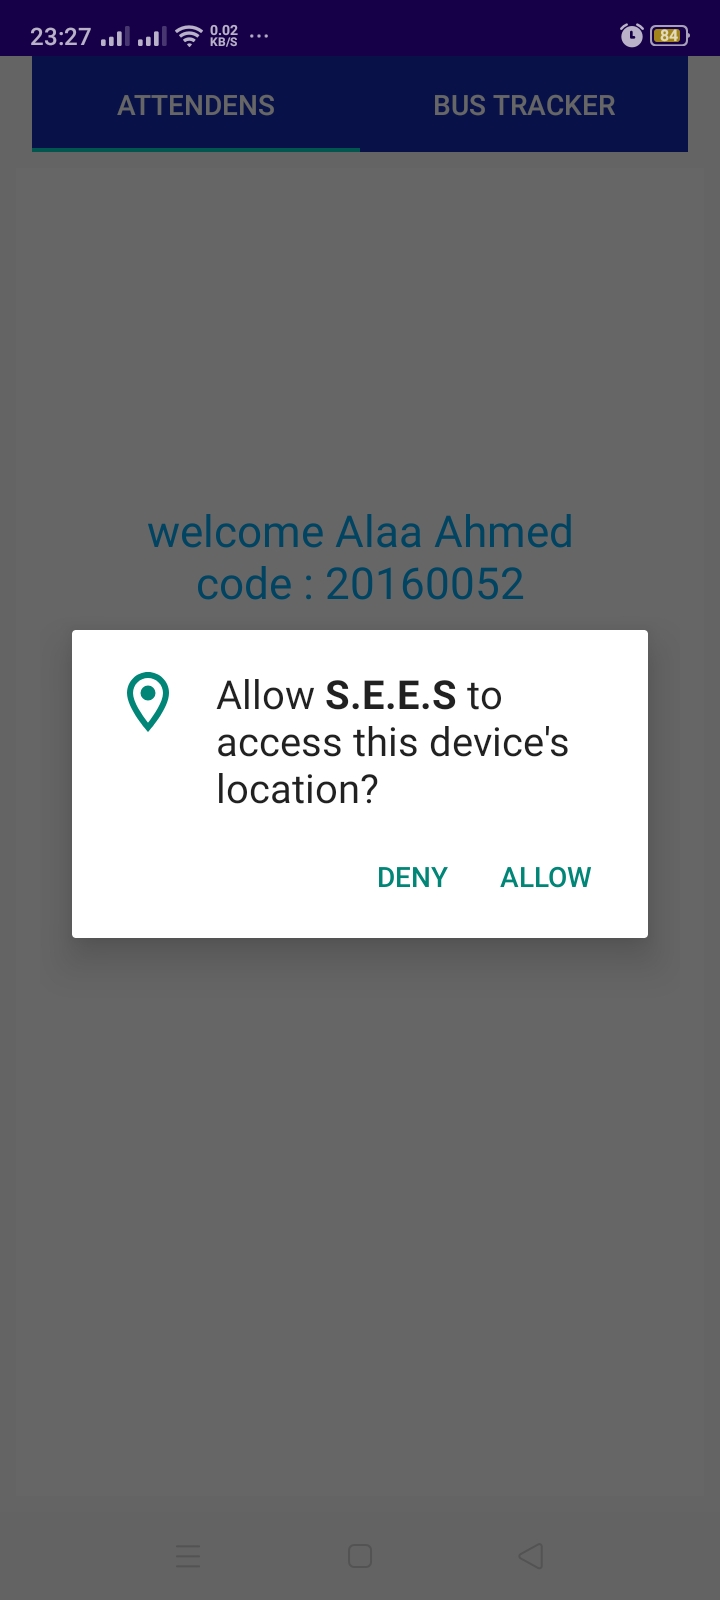 23:27 0.02 KB/S ... 84
ATTENDENS BUS TRACKER
welcome Alaa Ahmed
code : 20160052
Allow S.E.E.S to
access this device's
location?
DENY ALLOW